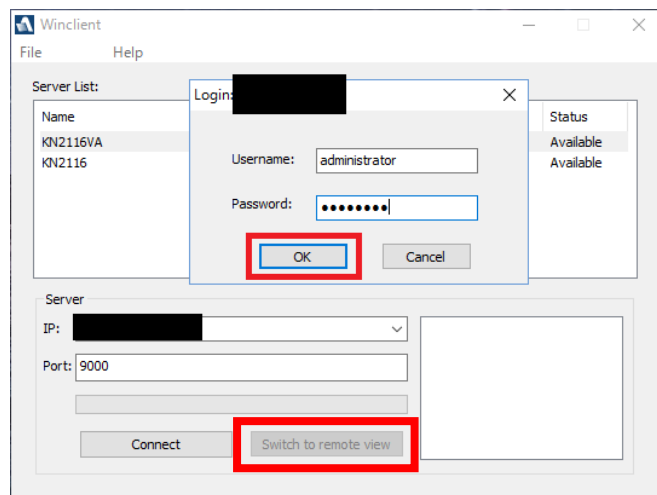 Winclient
File Help
Server List:
Name Status
KN2116VA Available
KN2116 Available
Login:
Username: administrator
Password: ●●●●●●●●
OK Cancel
Server
IP:
Port: 9000
Connect Switch to remote view